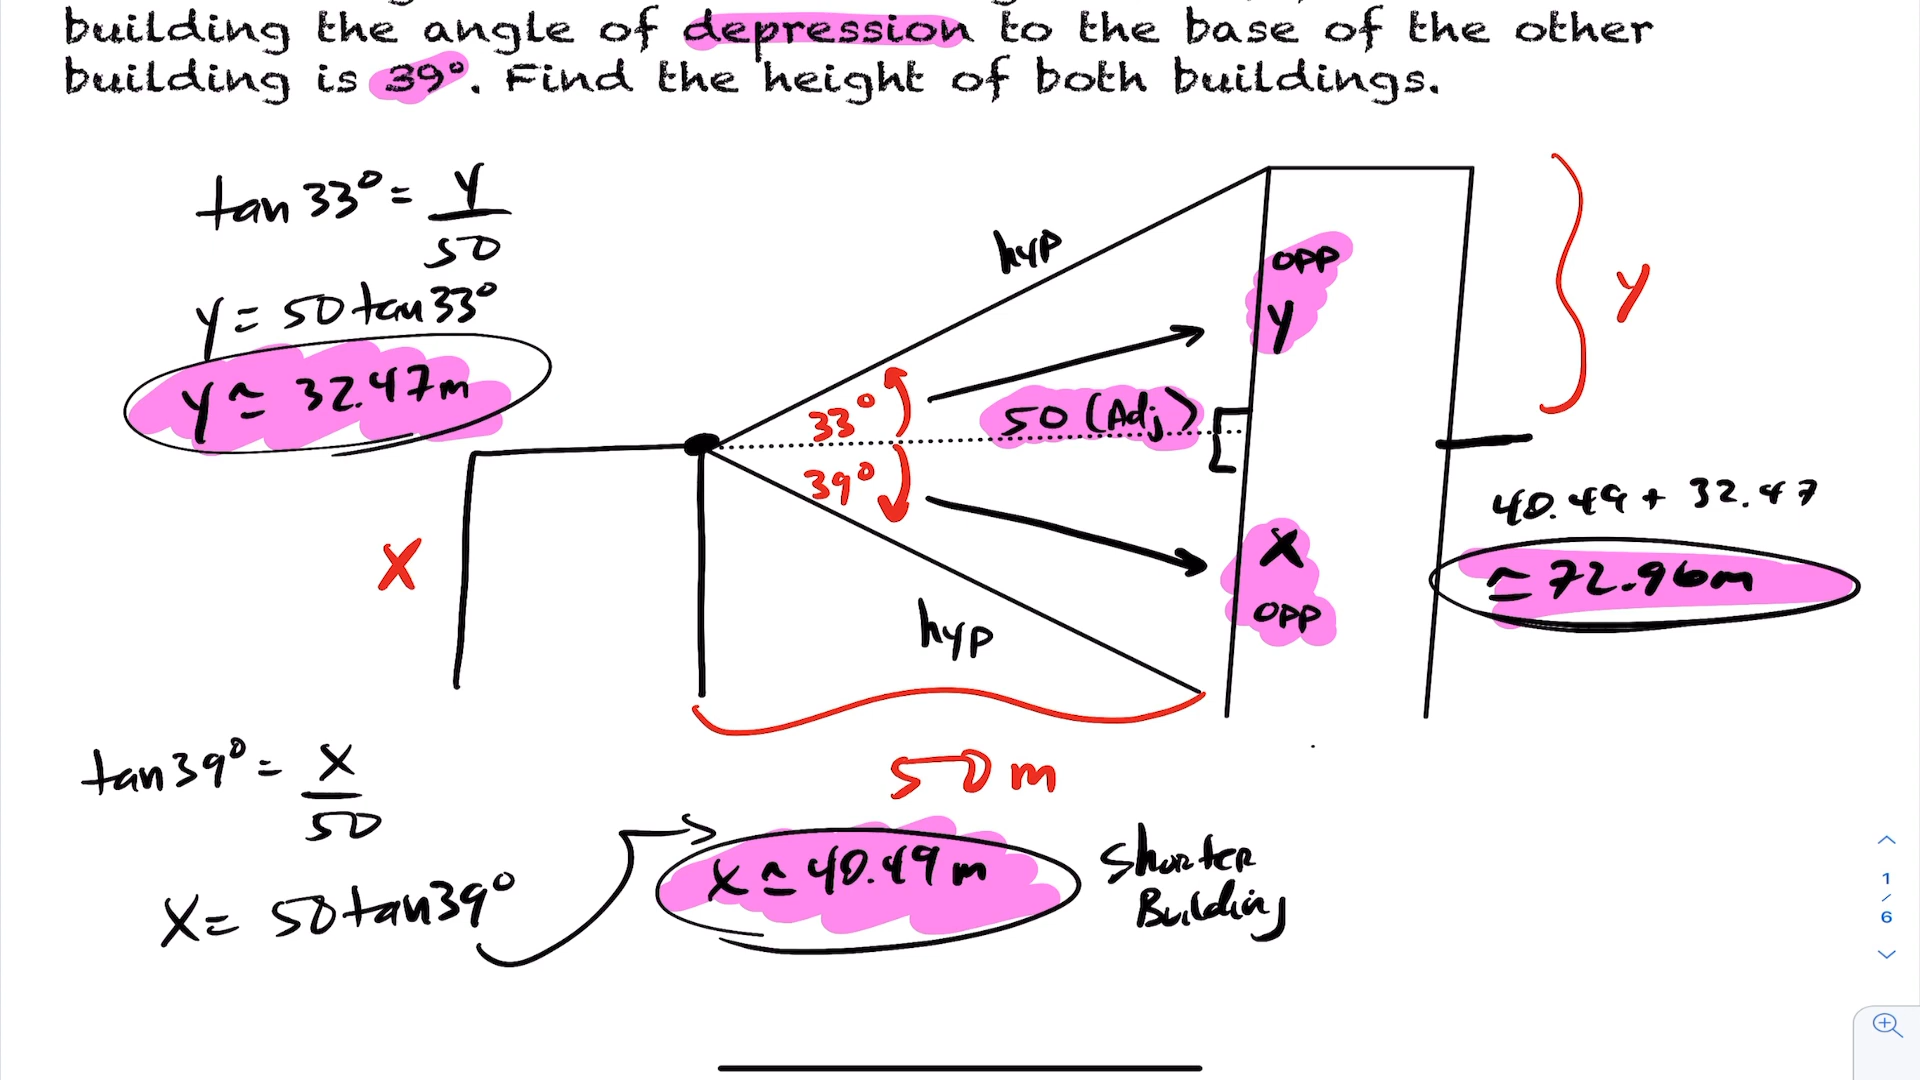 building the angle of depression to the base of the other
building is 39°. Find the height of both buildings.
tan 33° = y/50
y = 50 tan 33°
y ≃ 32.47m
hyp
opp
y
y
33°
50 (Adj)
39°
x
x
opp
hyp
40.49 + 32.47
≃ 72.96m
50 m
tan 39° = x/50
x = 50 tan 39°
x ≃ 40.49 m
Shorter
Building
1
/
6